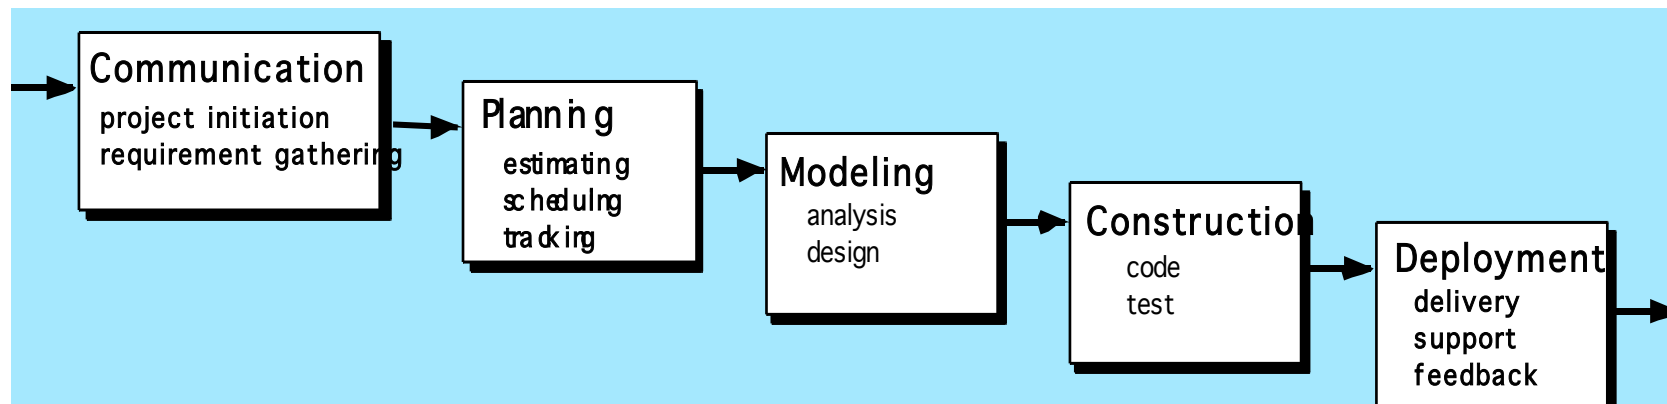 Communication
project initiation
requirement gathering
Planning
estimating
scheduling
tracking
Modeling
analysis
design
Construction
code
test
Deployment
delivery
support
feedback